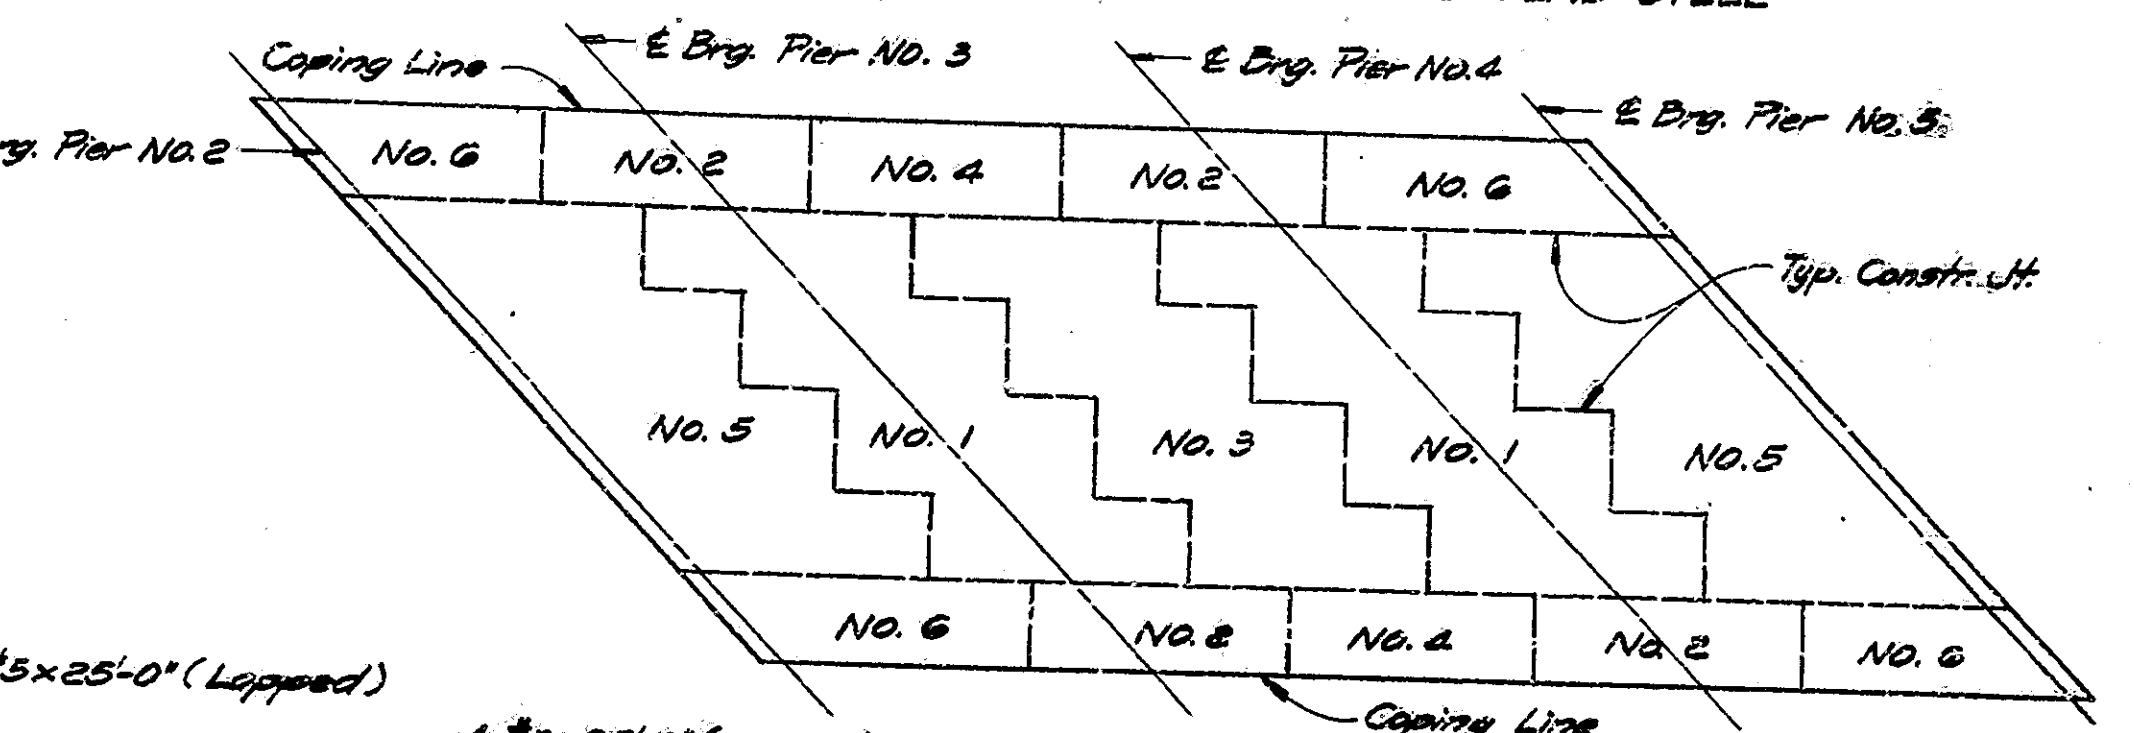 STEEL
Coping Line
℄ Brg. Pier No. 3
℄ Brg. Pier No. 4
℄ Brg. Pier No. 5
Pier No. 2
No. 6
No. 2
No. 4
No. 2
No. 6
Typ. Constr. Jt.
No. 5
No. 1
No. 3
No. 1
No. 5
No. 6
No. 2
No. 4
No. 2
No. 6
#5x25'-0" (Lapped)
Coping Line